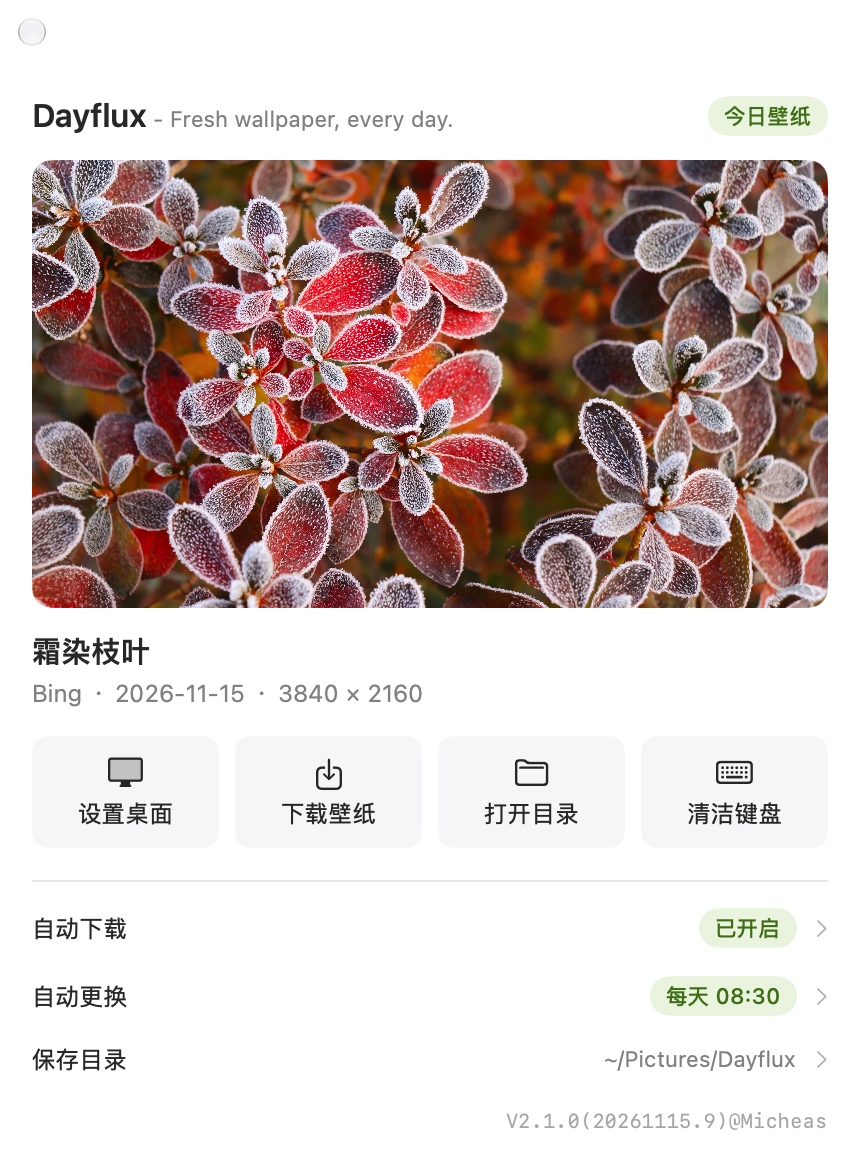 Dayflux - Fresh wallpaper, every day. 今日壁纸
霜染枝叶
Bing · 2026-11-15 · 3840 × 2160
设置桌面 下载壁纸 打开目录 清洁键盘
自动下载 已开启
自动更换 每天 08:30
保存目录 ~/Pictures/Dayflux
V2.1.0(20261115.9)@Micheas